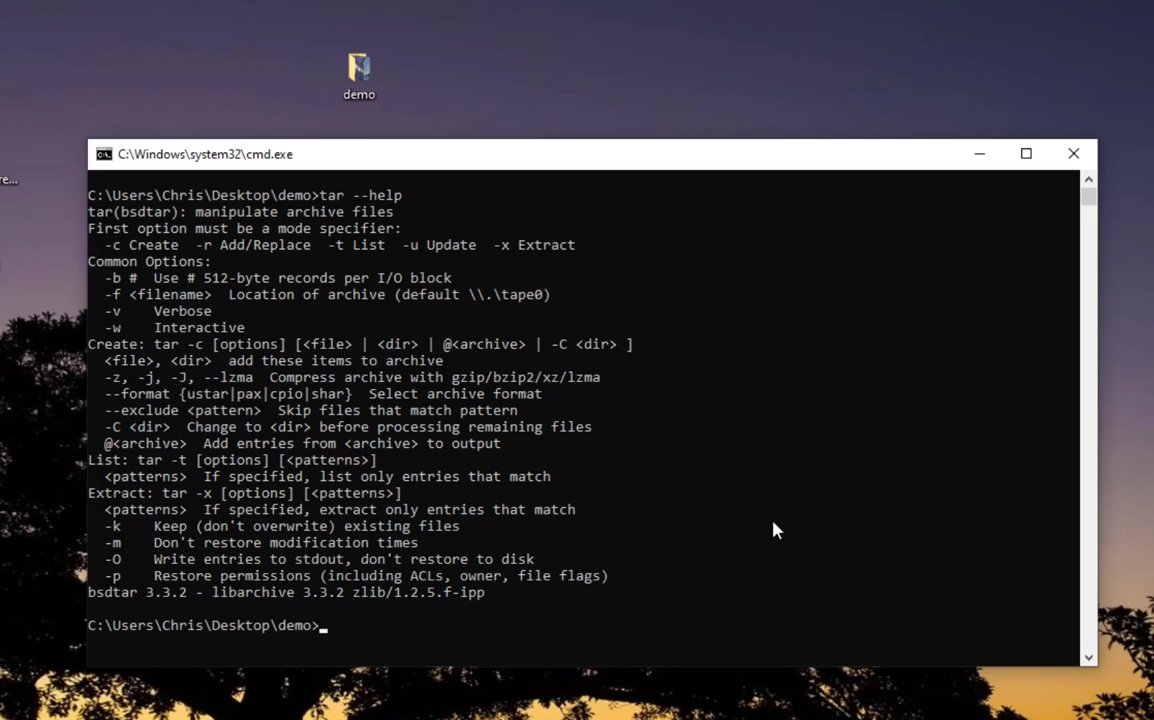 demo
re...
C:\Windows\system32\cmd.exe
C:\Users\Chris\Desktop\demo>tar --help
tar(bsdtar): manipulate archive files
First option must be a mode specifier:
  -c Create  -r Add/Replace  -t List  -u Update  -x Extract
Common Options:
  -b #  Use # 512-byte records per I/O block
  -f <filename>  Location of archive (default \\.\tape0)
  -v    Verbose
  -w    Interactive
Create: tar -c [options] [<file> | <dir> | @<archive> | -C <dir> ]
  <file>, <dir>  add these items to archive
  -z, -j, -J, --lzma  Compress archive with gzip/bzip2/xz/lzma
  --format {ustar|pax|cpio|shar}  Select archive format
  --exclude <pattern>  Skip files that match pattern
  -C <dir>  Change to <dir> before processing remaining files
  @<archive>  Add entries from <archive> to output
List: tar -t [options] [<patterns>]
  <patterns>  If specified, list only entries that match
Extract: tar -x [options] [<patterns>]
  <patterns>  If specified, extract only entries that match
  -k    Keep (don't overwrite) existing files
  -m    Don't restore modification times
  -O    Write entries to stdout, don't restore to disk
  -p    Restore permissions (including ACLs, owner, file flags)
bsdtar 3.3.2 - libarchive 3.3.2 zlib/1.2.5.f-ipp
C:\Users\Chris\Desktop\demo>